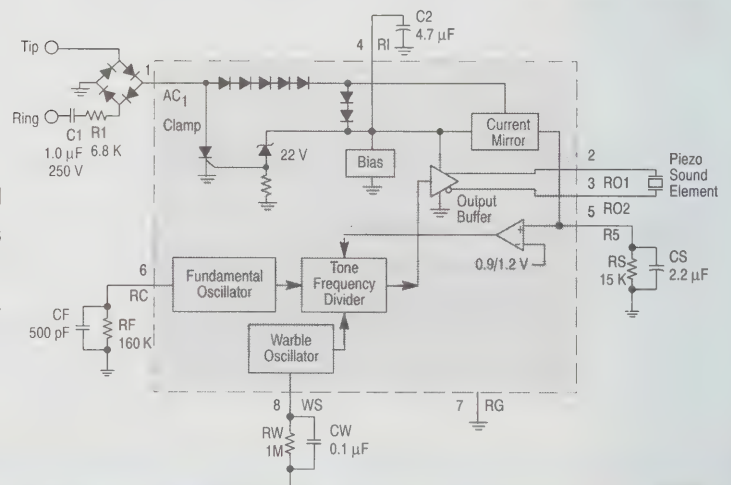 C2
4.7 µF
4 RI
Tip
1
AC1
Ring
C1 R1
1.0 µF 6.8 K
250 V
Clamp
22 V
Bias
Current
Mirror
2
3 RO1
Piezo
Sound
Element
Output
Buffer
5 RO2
R5
0.9/1.2 V
RS
15 K
CS
2.2 µF
6
RC
Fundamental
Oscillator
Tone
Frequency
Divider
CF
500 pF
RF
160 K
Warble
Oscillator
8 WS
7 RG
RW
1M
CW
0.1 µF